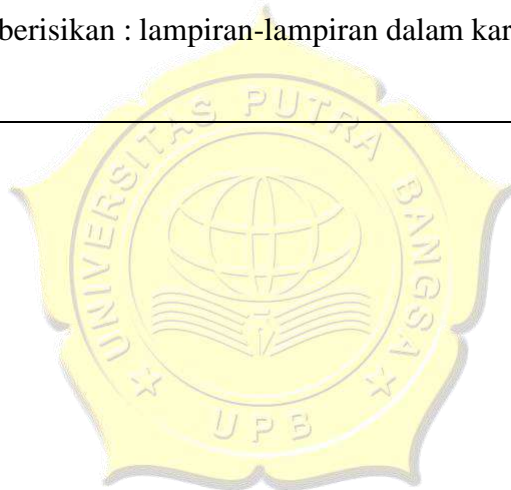 berisikan : lampiran-lampiran dalam kar
UNIVERSITAS PUTRA BANGSA
UPB